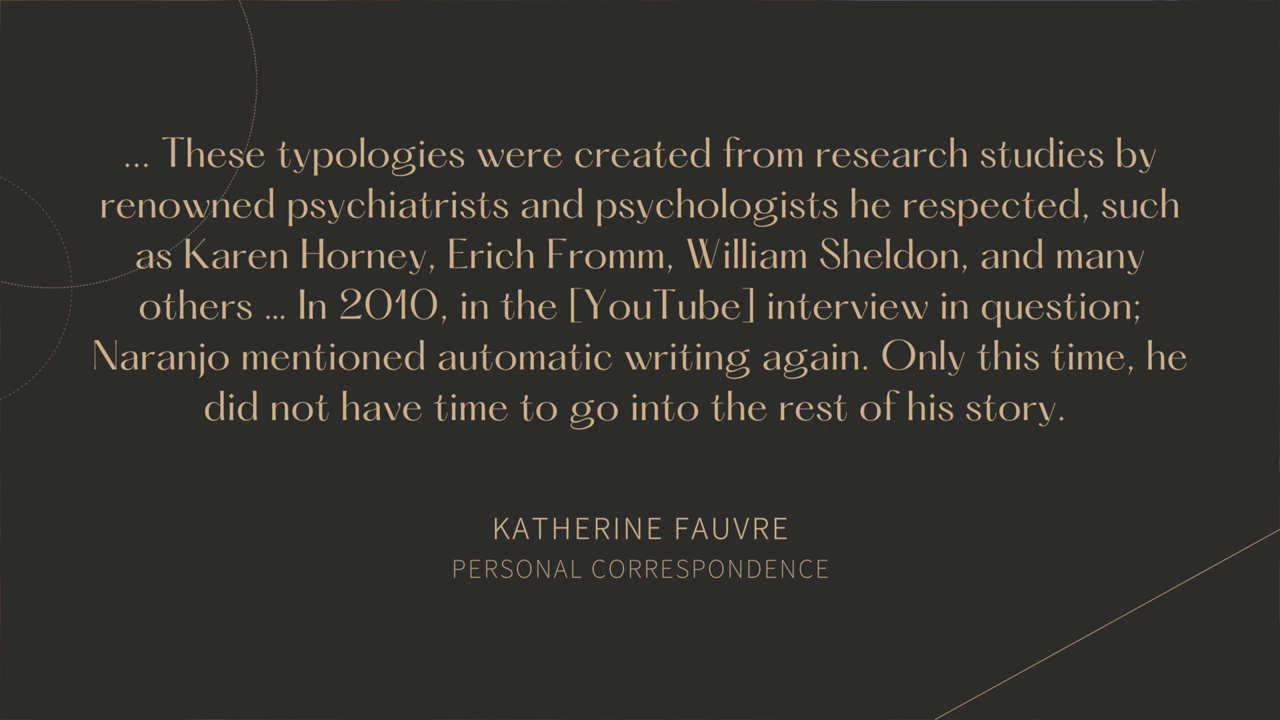 ... These typologies were created from research studies by
renowned psychiatrists and psychologists he respected, such
as Karen Horney, Erich Fromm, William Sheldon, and many
others ... In 2010, in the [YouTube] interview in question;
Naranjo mentioned automatic writing again. Only this time, he
did not have time to go into the rest of his story.
KATHERINE FAUVRE
PERSONAL CORRESPONDENCE